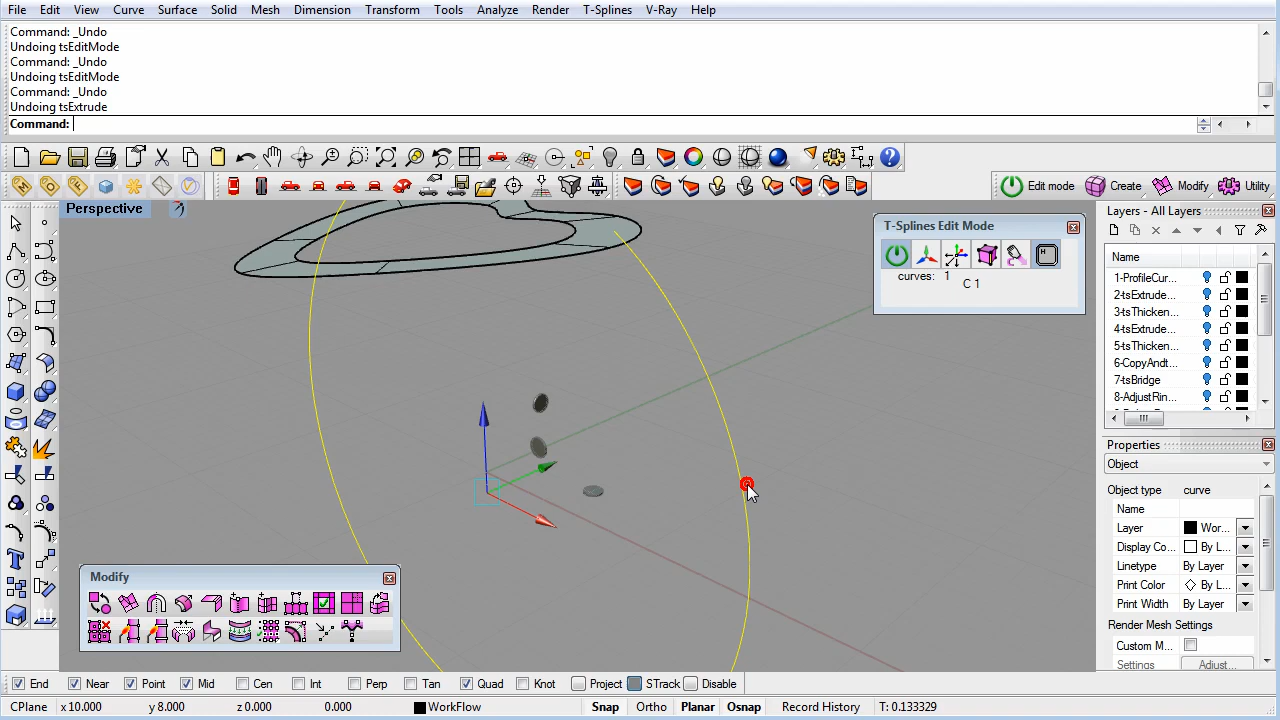 File Edit View Curve Surface Solid Mesh Dimension Transform Tools Analyze Render T-Splines V-Ray Help
Command: _Undo
Undoing tsEditMode
Command: _Undo
Undoing tsEditMode
Command: _Undo
Undoing tsExtrude
Command:
Edit mode Create Modify Utility
Perspective
T-Splines Edit Mode
curves: 1
C 1
Layers - All Layers
Name
1-ProfileCur...
2-tsExtrude...
3-tsThicken...
4-tsExtrude...
5-tsThicken...
6-CopyAndt...
7-tsBridge
8-AdjustRin...
Properties
Object
Object type curve
Name
Layer Wor...
Display Co... By L...
Linetype By Layer
Print Color By L...
Print Width By Layer
Render Mesh Settings
Custom M...
Settings Adjust...
Modify
End Near Point Mid Cen Int Perp Tan Quad Knot Project STrack Disable
CPlane x 10.000 y 8.000 z 0.000 0.000 WorkFlow Snap Ortho Planar Osnap Record History T: 0.133329